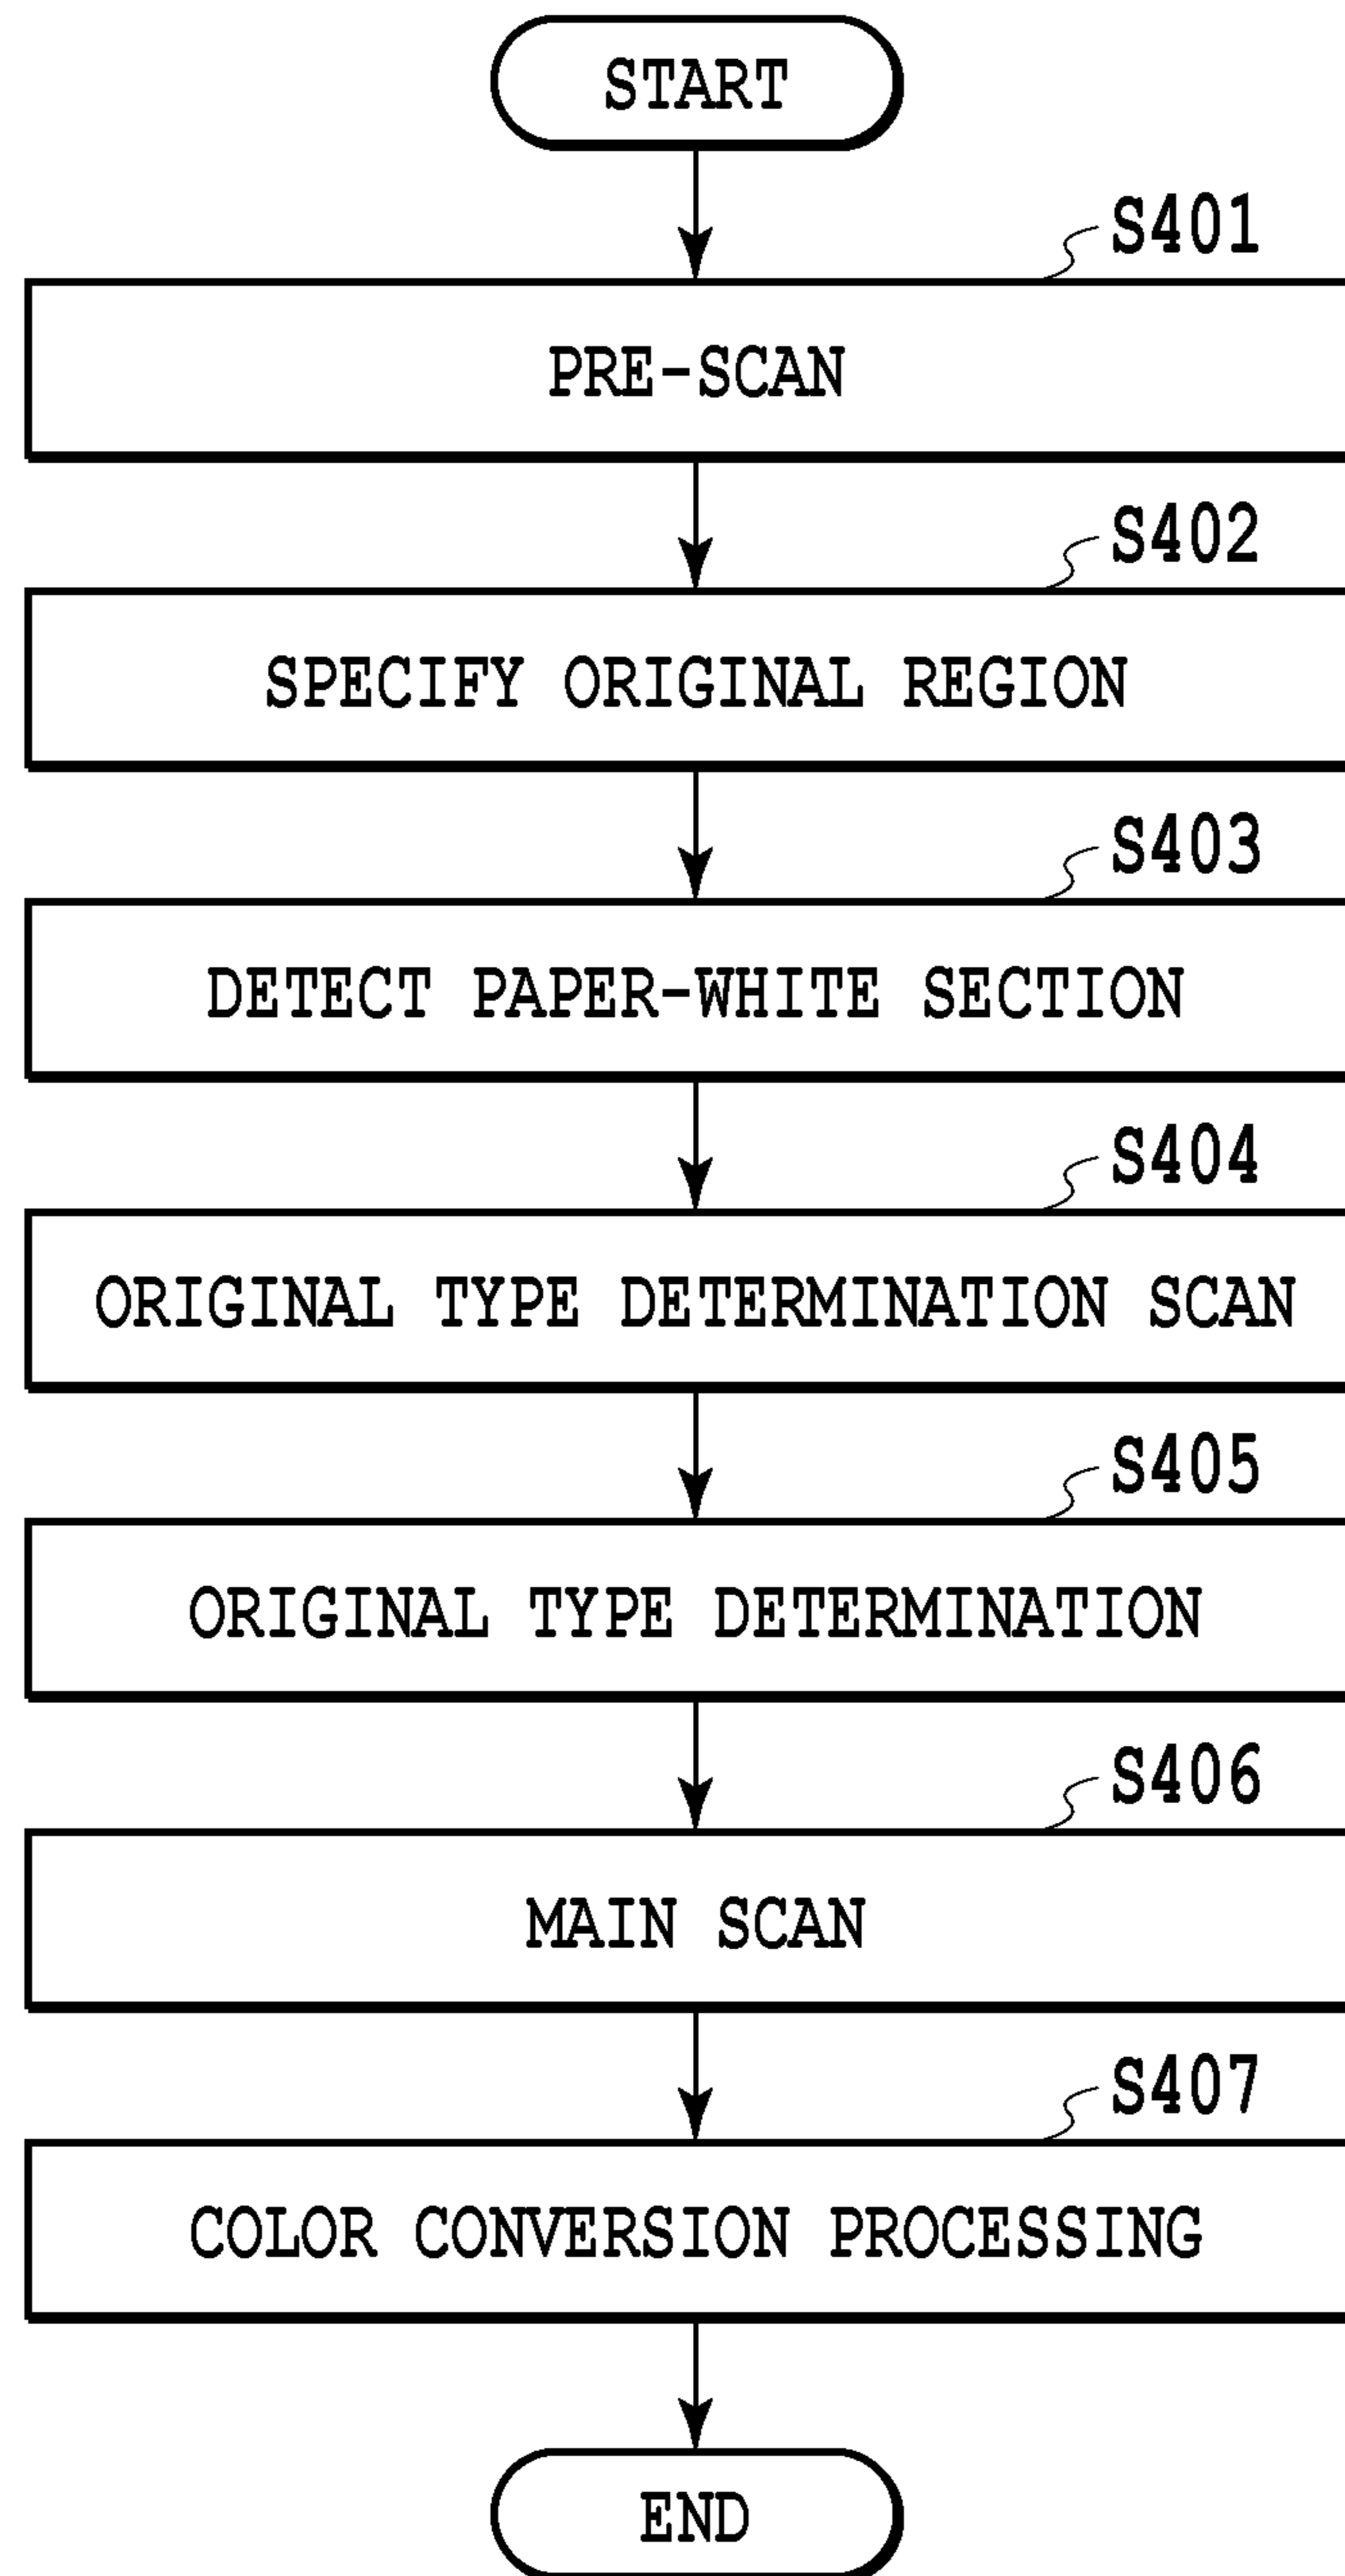 START
S401
PRE-SCAN
S402
SPECIFY ORIGINAL REGION
S403
DETECT PAPER-WHITE SECTION
S404
ORIGINAL TYPE DETERMINATION SCAN
S405
ORIGINAL TYPE DETERMINATION
S406
MAIN SCAN
S407
COLOR CONVERSION PROCESSING
END